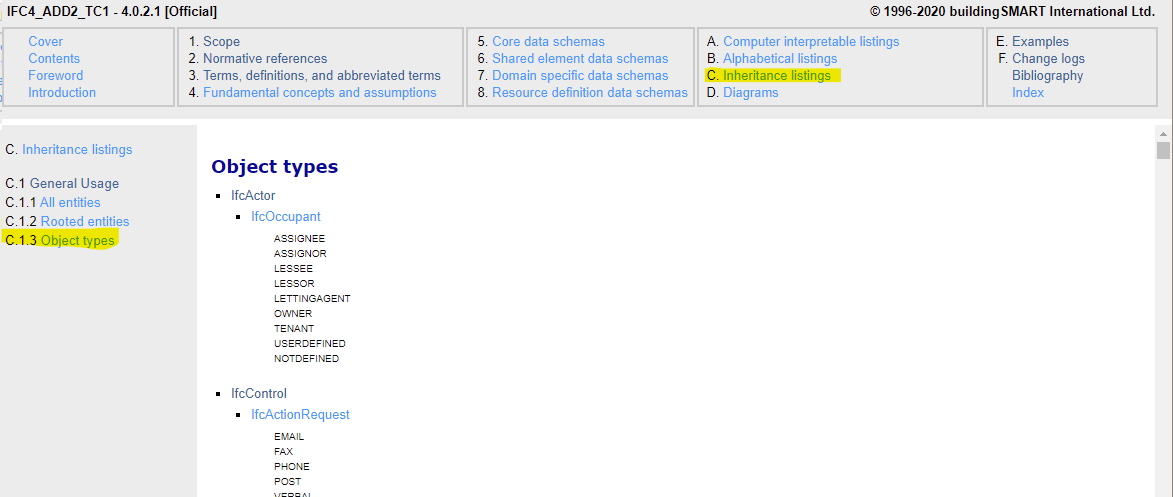 IFC4_ADD2_TC1 - 4.0.2.1 [Official]
© 1996-2020 buildingSMART International Ltd.
Cover
Contents
Foreword
Introduction
1. Scope
2. Normative references
3. Terms, definitions, and abbreviated terms
4. Fundamental concepts and assumptions
5. Core data schemas
6. Shared element data schemas
7. Domain specific data schemas
8. Resource definition data schemas
A. Computer interpretable listings
B. Alphabetical listings
C. Inheritance listings
D. Diagrams
E. Examples
F. Change logs
Bibliography
Index
C. Inheritance listings
C.1 General Usage
C.1.1 All entities
C.1.2 Rooted entities
C.1.3 Object types
Object types
IfcActor
IfcOccupant
ASSIGNEE
ASSIGNOR
LESSEE
LESSOR
LETTINGAGENT
OWNER
TENANT
USERDEFINED
NOTDEFINED
IfcControl
IfcActionRequest
EMAIL
FAX
PHONE
POST
VERBAL